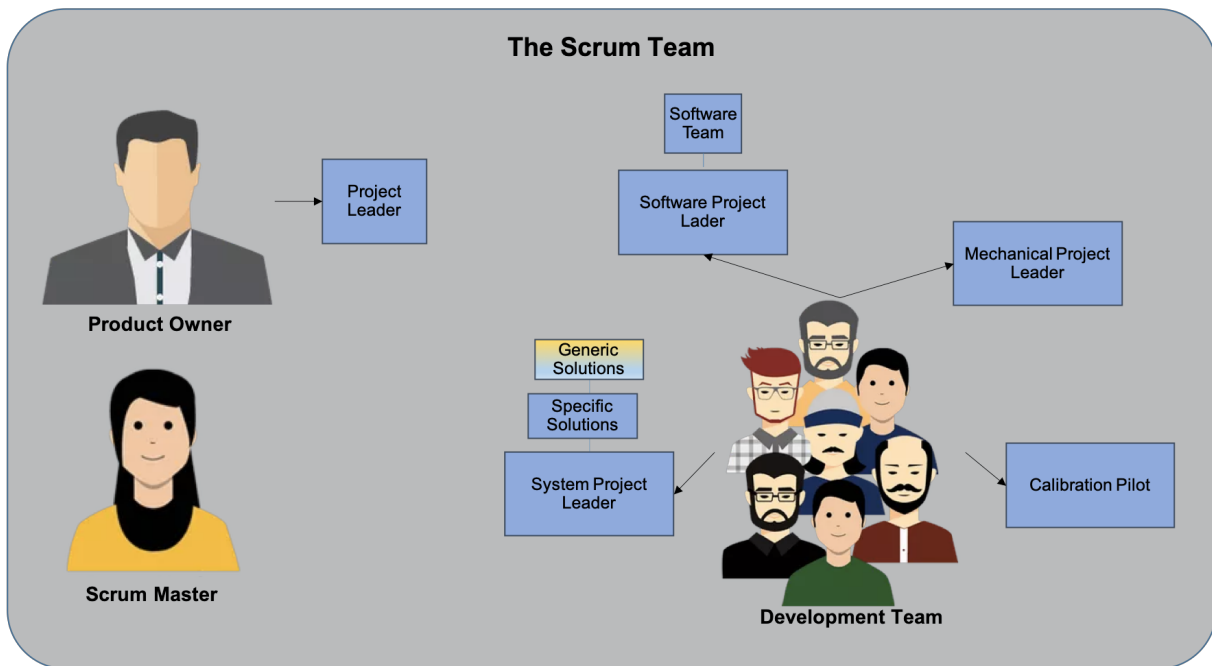 The Scrum Team
Software
Team
Project
Leader
Software Project
Lader
Mechanical Project
Leader
Product Owner
Generic
Solutions
Specific
Solutions
System Project
Leader
Calibration Pilot
Scrum Master
Development Team